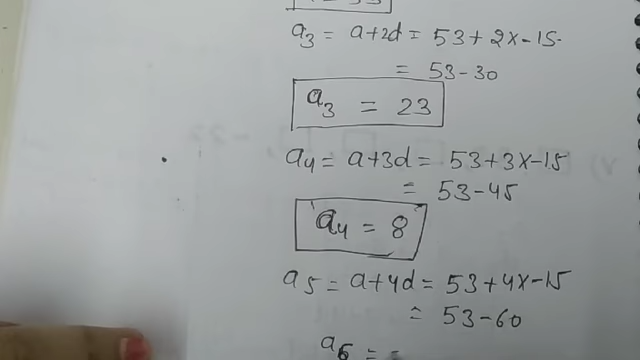 a₃ = a+2d = 53+2x-15
= 53-30
a₃ = 23
a₄ = a+3d = 53+3x-15
= 53-45
a₄ = 8
a₅ = a+4d = 53+4x-15
= 53-60
a₅ =